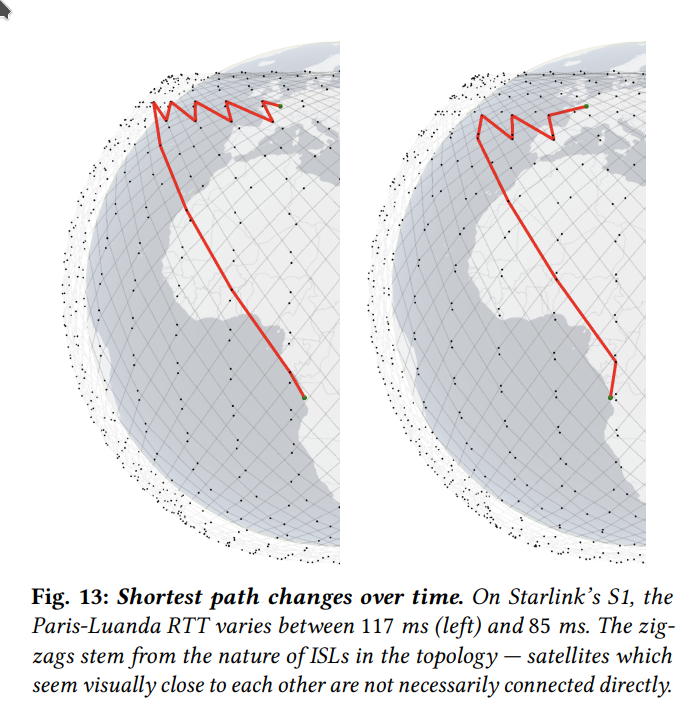 Fig. 13: Shortest path changes over time. On Starlink's S1, the
Paris-Luanda RTT varies between 117 ms (left) and 85 ms. The zig-
zags stem from the nature of ISLs in the topology — satellites which
seem visually close to each other are not necessarily connected directly.